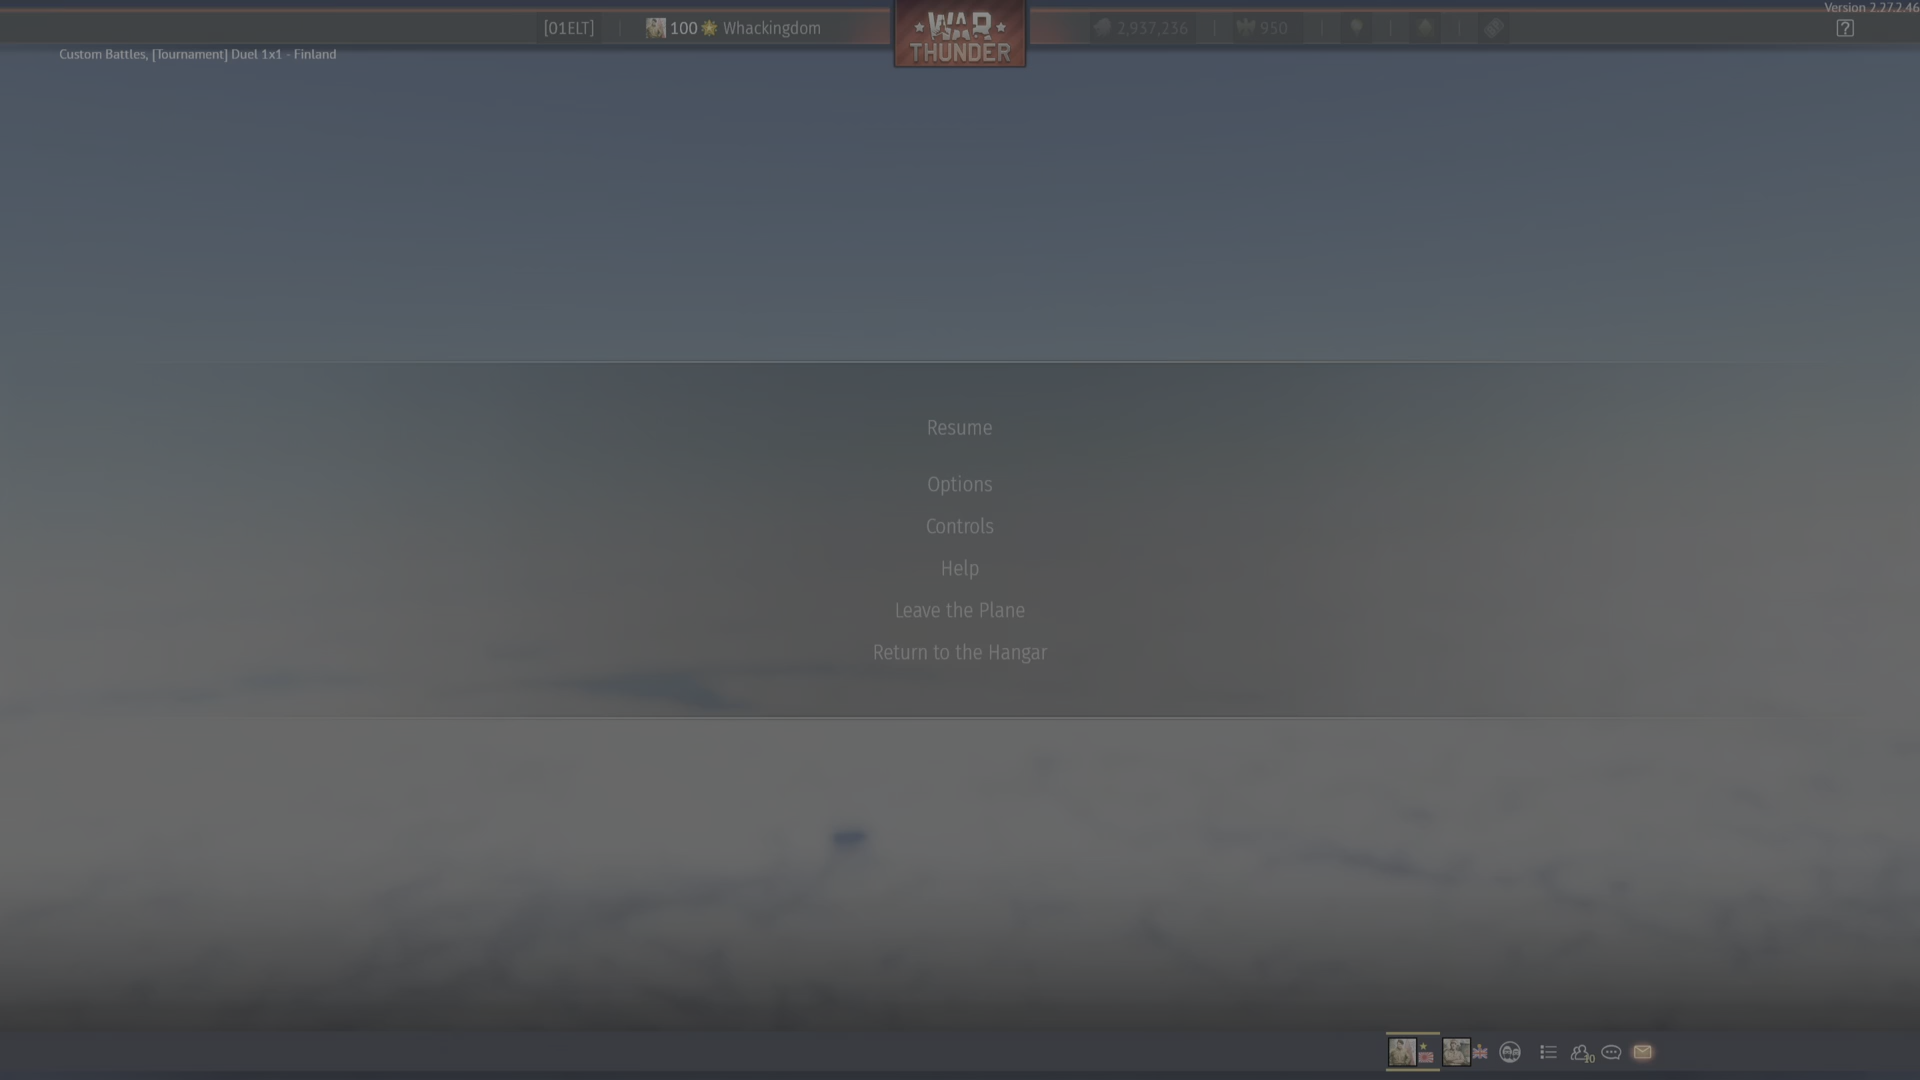 Version 2.27.2.46
[01ELT] 100 Whackingdom
WAR
THUNDER
2,937,236 950
Custom Battles, [Tournament] Duel 1x1 - Finland
Resume
Options
Controls
Help
Leave the Plane
Return to the Hangar
10